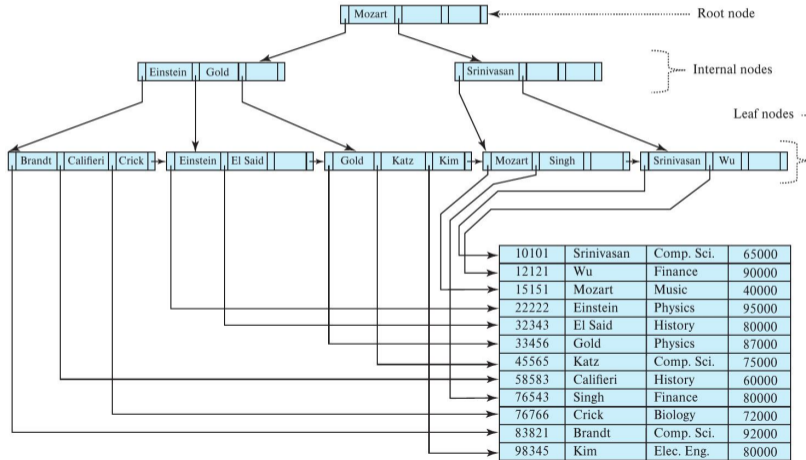 Mozart
Root node
Einstein Gold
Srinivasan
Internal nodes
Leaf nodes
Brandt Califieri Crick
Einstein El Said
Gold Katz Kim
Mozart Singh
Srinivasan Wu
10101 Srinivasan Comp. Sci. 65000
12121 Wu Finance 90000
15151 Mozart Music 40000
22222 Einstein Physics 95000
32343 El Said History 80000
33456 Gold Physics 87000
45565 Katz Comp. Sci. 75000
58583 Califieri History 60000
76543 Singh Finance 80000
76766 Crick Biology 72000
83821 Brandt Comp. Sci. 92000
98345 Kim Elec. Eng. 80000